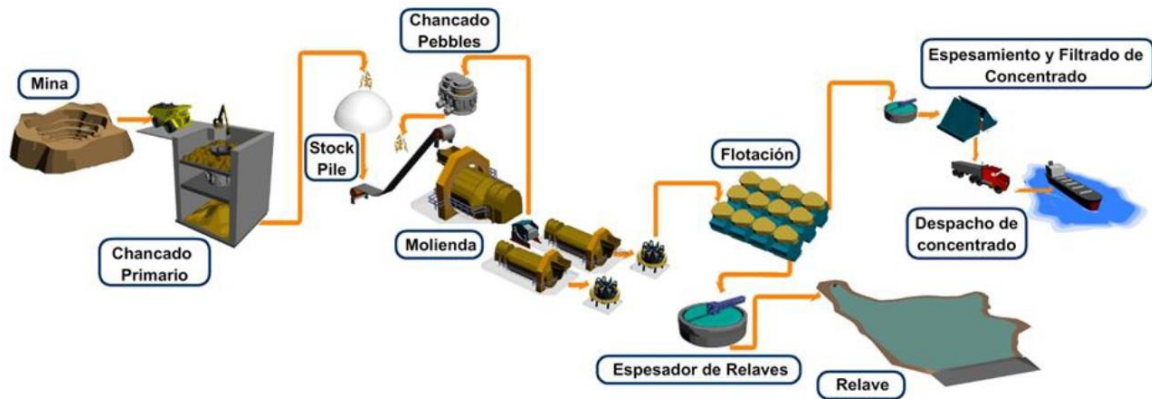 Mina
Chancado
Primario
Stock
Pile
Chancado
Pebbles
Molienda
Flotación
Espesamiento y Filtrado de
Concentrado
Despacho de
concentrado
Espesador de Relaves
Relave